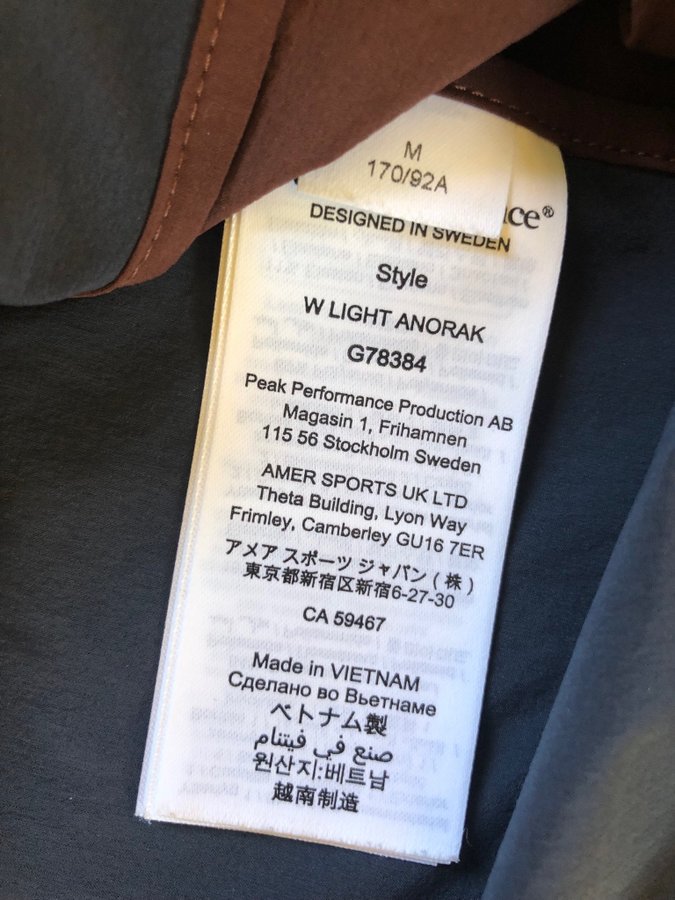 M
170/92A
nce®
DESIGNED IN SWEDEN
Style
W LIGHT ANORAK
G78384
Peak Performance Production AB
Magasin 1, Frihamnen
115 56 Stockholm Sweden
AMER SPORTS UK LTD
Theta Building, Lyon Way
Frimley, Camberley GU16 7ER
アメア スポーツ ジャパン ( 株 )
東京都新宿区新宿6-27-30
CA 59467
Made in VIETNAM
Сделано во Вьетнаме
ベトナム製
صنع في فيتنام
원산지:베트남
越南制造